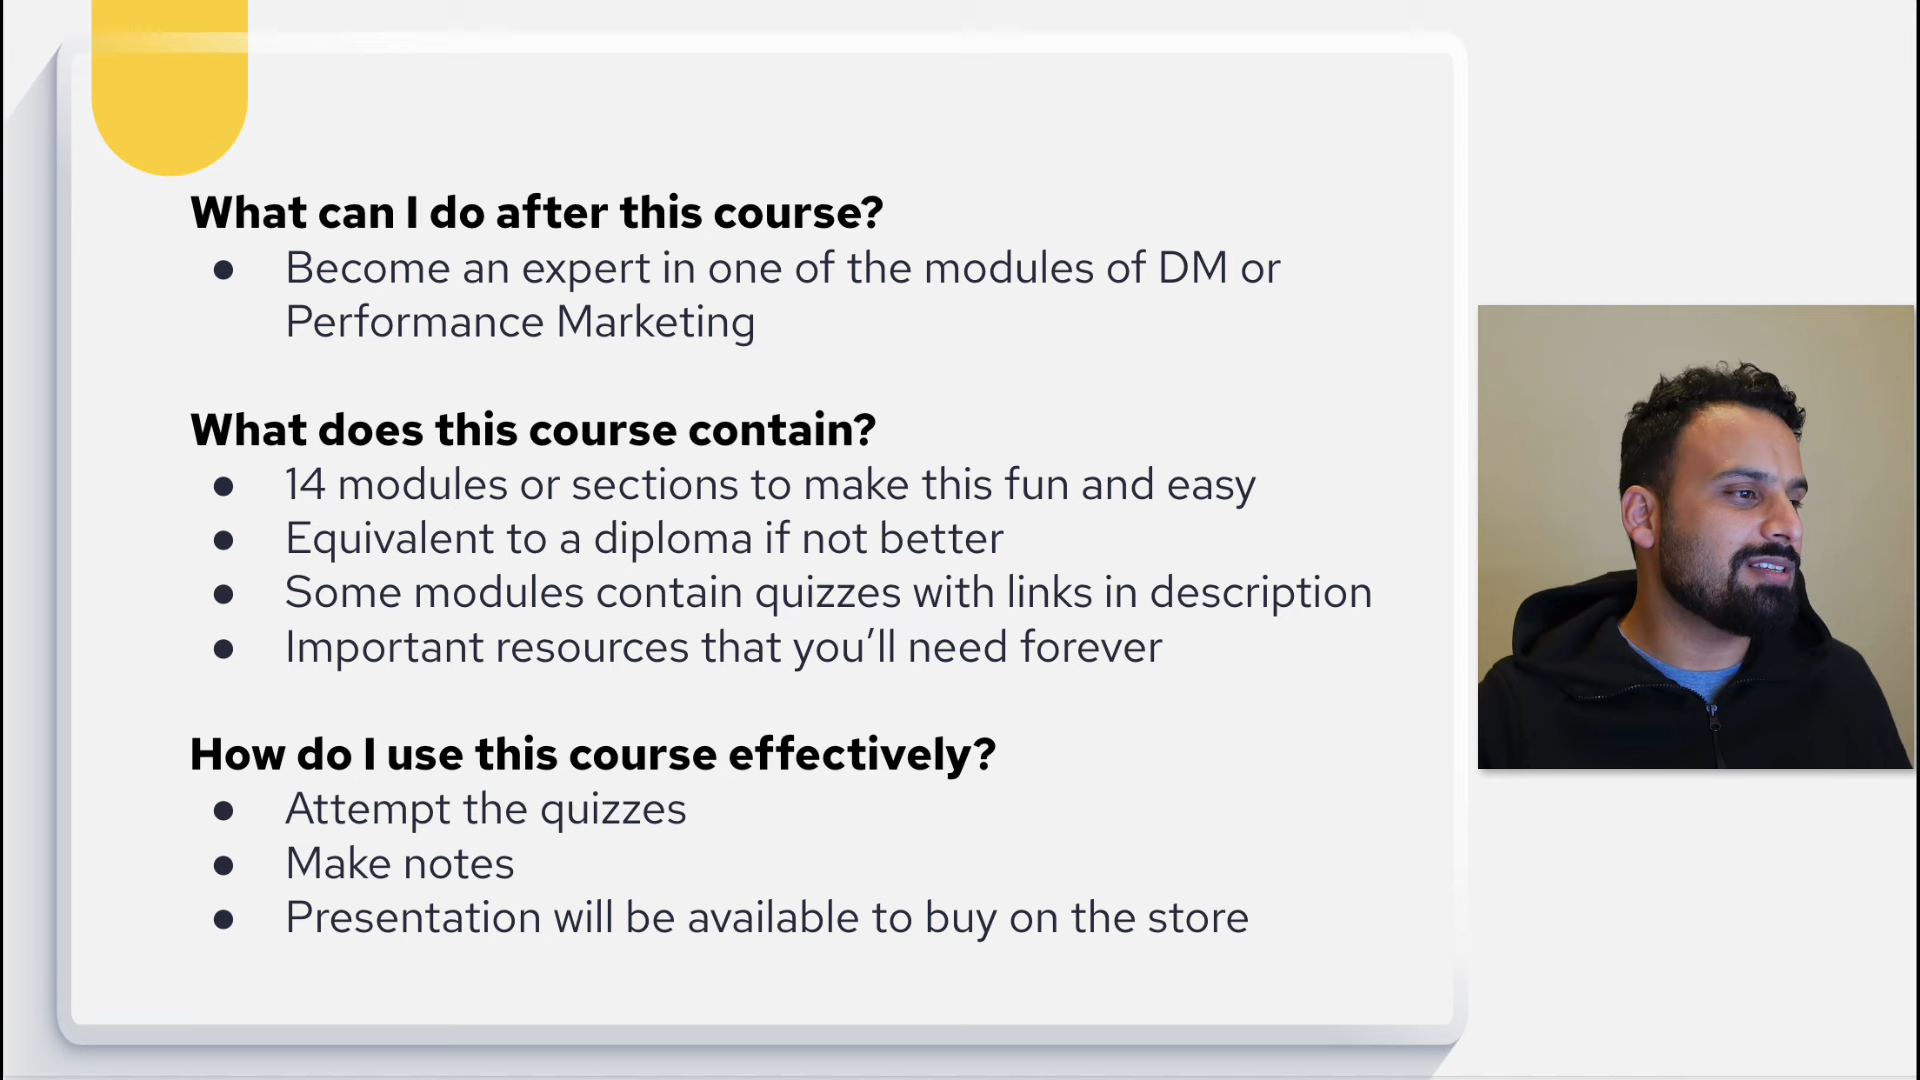 What can I do after this course?
● Become an expert in one of the modules of DM or
Performance Marketing
What does this course contain?
● 14 modules or sections to make this fun and easy
● Equivalent to a diploma if not better
● Some modules contain quizzes with links in description
● Important resources that you’ll need forever
How do I use this course effectively?
● Attempt the quizzes
● Make notes
● Presentation will be available to buy on the store